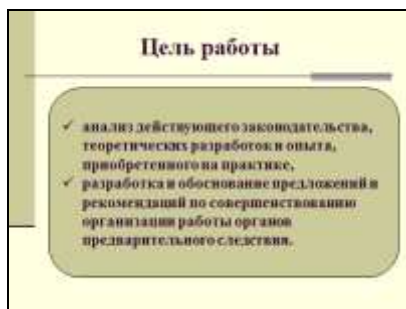 Цель работы
✓ анализ действующего законодательства,
теоретических разработок и опыта,
приобретенного на практике,
✓ разработка и обоснование предложений и
рекомендаций по совершенствованию
организации работы органов
предварительного следствия.